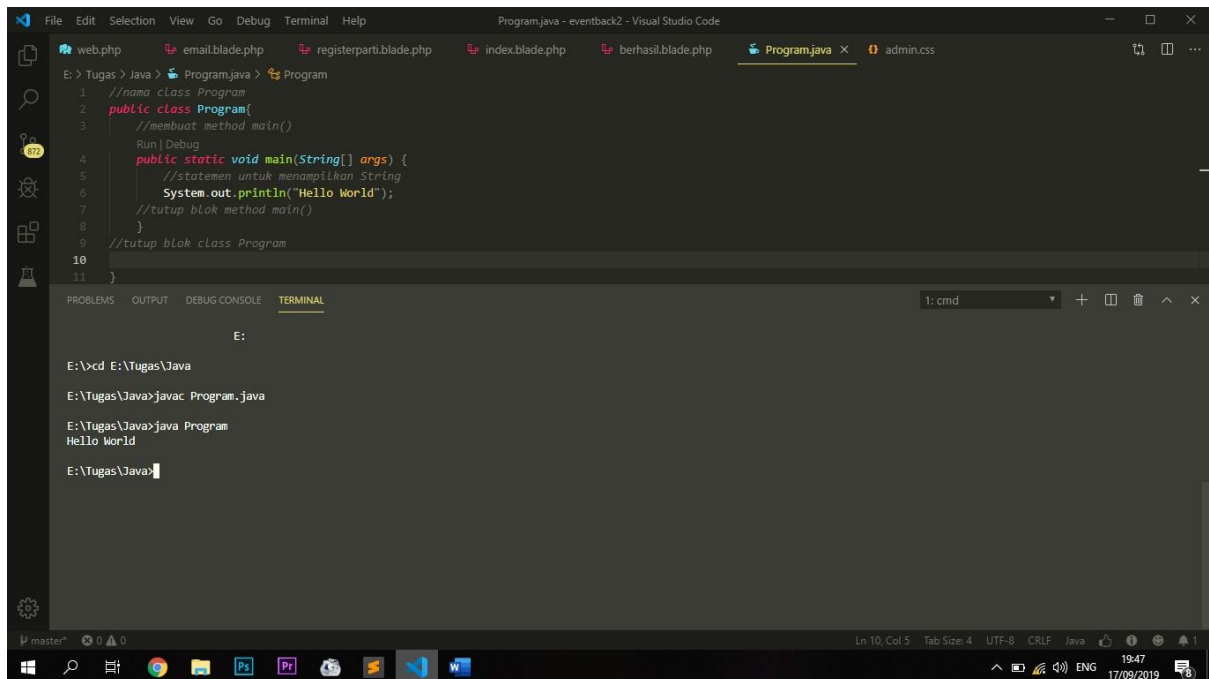 File Edit Selection View Go Debug Terminal Help Program.java - eventback2 - Visual Studio Code
web.php email.blade.php registerparti.blade.php index.blade.php berhasil.blade.php Program.java admin.css
E: > Tugas > Java > Program.java > Program
1 //nama class Program
2 public class Program{
3 //membuat method main()
Run | Debug
4 public static void main(String[] args) {
5 //statemen untuk menampilkan String
6 System.out.println("Hello World");
7 //tutup blok method main()
8 }
9 //tutup blok class Program
10
11 }
872
PROBLEMS OUTPUT DEBUG CONSOLE TERMINAL 1: cmd
E:
E:\>cd E:\Tugas\Java
E:\Tugas\Java>javac Program.java
E:\Tugas\Java>java Program
Hello World
E:\Tugas\Java>
master* 0 0 Ln 10, Col 5 Tab Size: 4 UTF-8 CRLF Java 1
Ps Pr W ENG 19:47
17/09/2019 8